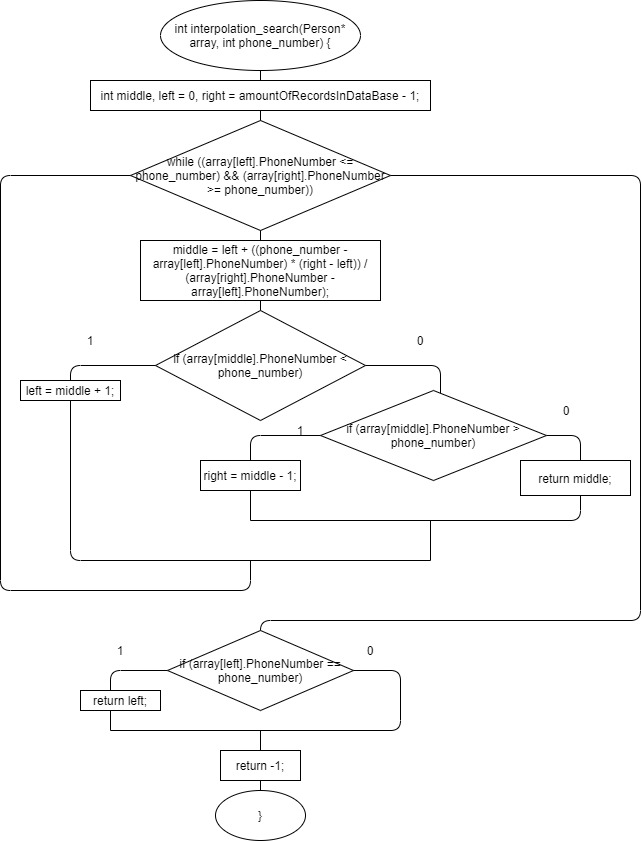 int interpolation_search(Person*
array, int phone_number) {
int middle, left = 0, right = amountOfRecordsInDataBase - 1;
while ((array[left].PhoneNumber <=
phone_number) && (array[right].PhoneNumber
>= phone_number))
middle = left + ((phone_number -
array[left].PhoneNumber) * (right - left)) /
(array[right].PhoneNumber -
array[left].PhoneNumber);
1
0
if (array[middle].PhoneNumber <
phone_number)
left = middle + 1;
0
1
if (array[middle].PhoneNumber >
phone_number)
right = middle - 1;
return middle;
1
0
if (array[left].PhoneNumber ==
phone_number)
return left;
return -1;
}